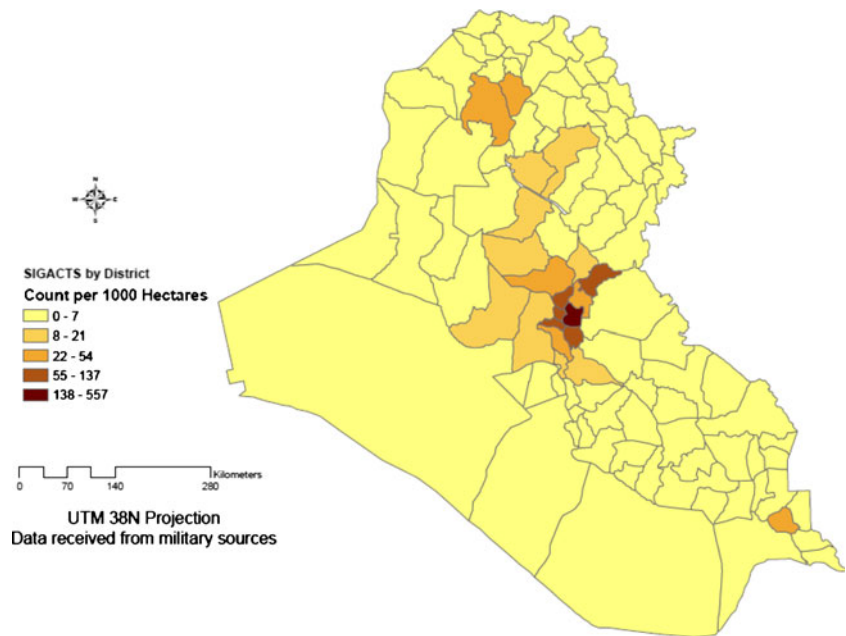 N
W E
S
SIGACTS by District
Count per 1000 Hectares
0 - 7
8 - 21
22 - 54
55 - 137
138 - 557
Kilometers
0 70 140 280
UTM 38N Projection
Data received from military sources